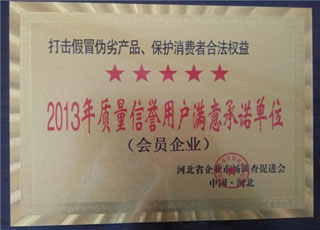 打击假冒伪劣产品、保护消费者合法权益
★★★★★
2013年质量信誉用户满意承诺单位
（会员企业）
河北省企业市场调查促进会
中国·河北